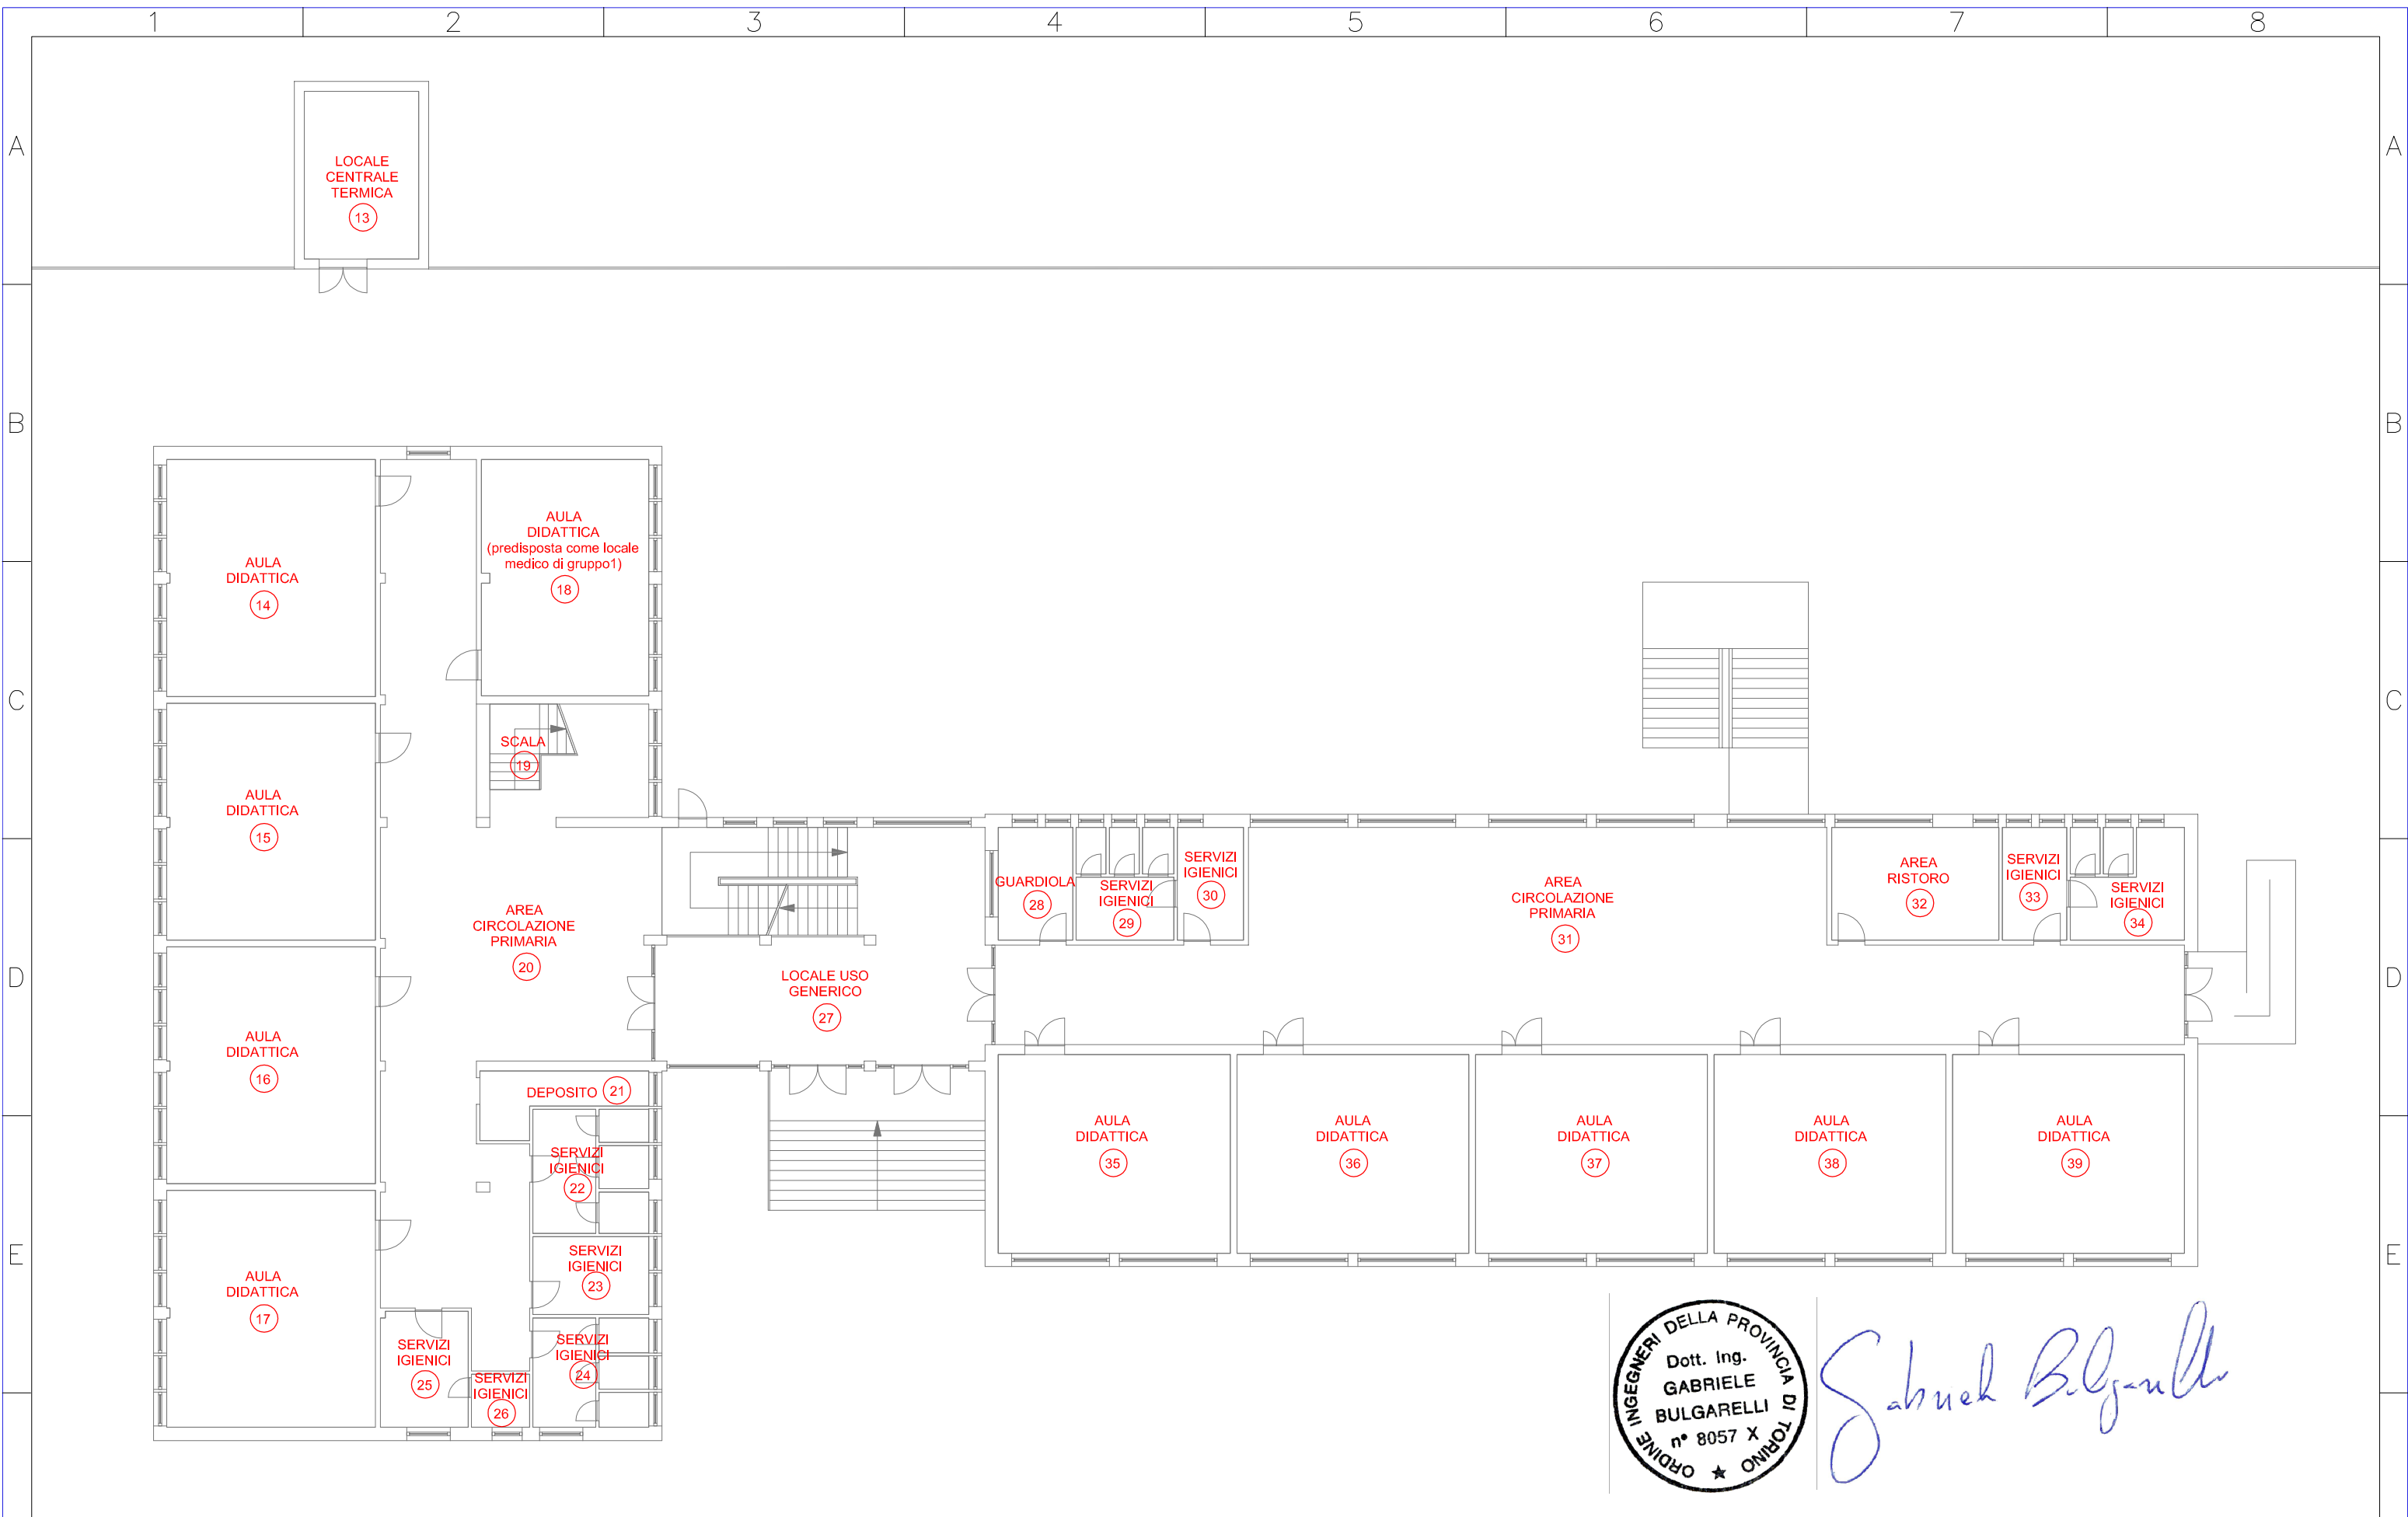 1 2 3 4 5 6 7 8
A A
LOCALE
CENTRALE
TERMICA
13
B B
AULA
DIDATTICA
14
AULA
DIDATTICA
(predisposta come locale
medico di gruppo1)
18
C C
SCALA
19
AULA
DIDATTICA
15
AREA
CIRCOLAZIONE
PRIMARIA
20
D D
LOCALE USO
GENERICO
27
GUARDIOLA
28
SERVIZI
IGIENICI
29
SERVIZI
IGIENICI
30
AREA
CIRCOLAZIONE
PRIMARIA
31
AREA
RISTORO
32
SERVIZI
IGIENICI
33
SERVIZI
IGIENICI
34
AULA
DIDATTICA
16
DEPOSITO 21
SERVIZI
IGIENICI
22
AULA
DIDATTICA
35
AULA
DIDATTICA
36
AULA
DIDATTICA
37
AULA
DIDATTICA
38
AULA
DIDATTICA
39
E E
AULA
DIDATTICA
17
SERVIZI
IGIENICI
23
SERVIZI
IGIENICI
24
SERVIZI
IGIENICI
25
SERVIZI
IGIENICI
26
ORDINE INGEGNERI DELLA PROVINCIA DI TORINO
Dott. Ing.
GABRIELE
BULGARELLI
n° 8057 X
Gabriele Bulgarelli